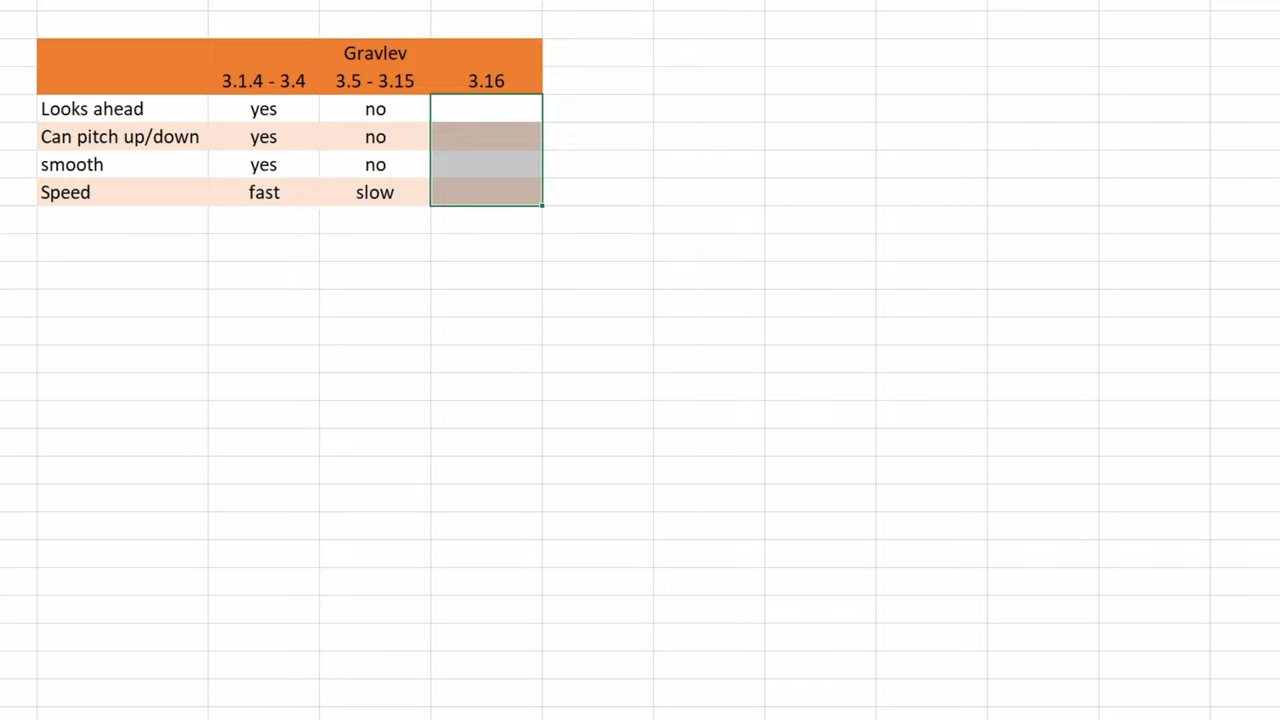 Gravlev
3.1.4 - 3.4 3.5 - 3.15 3.16
Looks ahead yes no
Can pitch up/down yes no
smooth yes no
Speed fast slow